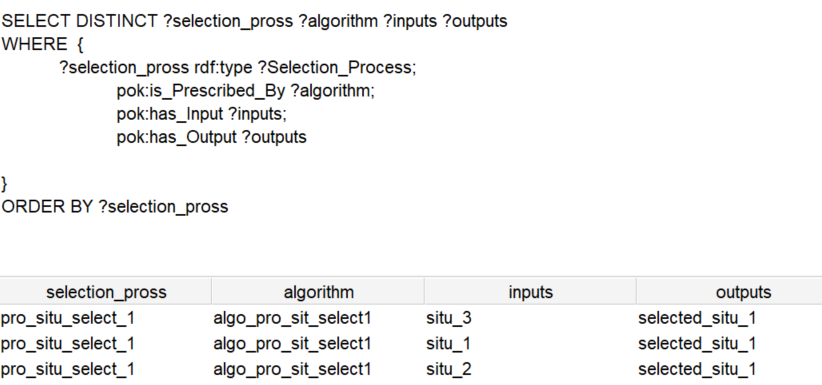 SELECT DISTINCT ?selection_pross ?algorithm ?inputs ?outputs
WHERE {
?selection_pross rdf:type ?Selection_Process;
pok:is_Prescribed_By ?algorithm;
pok:has_Input ?inputs;
pok:has_Output ?outputs
}
ORDER BY ?selection_pross
selection_pross algorithm inputs outputs
pro_situ_select_1 algo_pro_sit_select1 situ_3 selected_situ_1
pro_situ_select_1 algo_pro_sit_select1 situ_1 selected_situ_1
pro_situ_select_1 algo_pro_sit_select1 situ_2 selected_situ_1